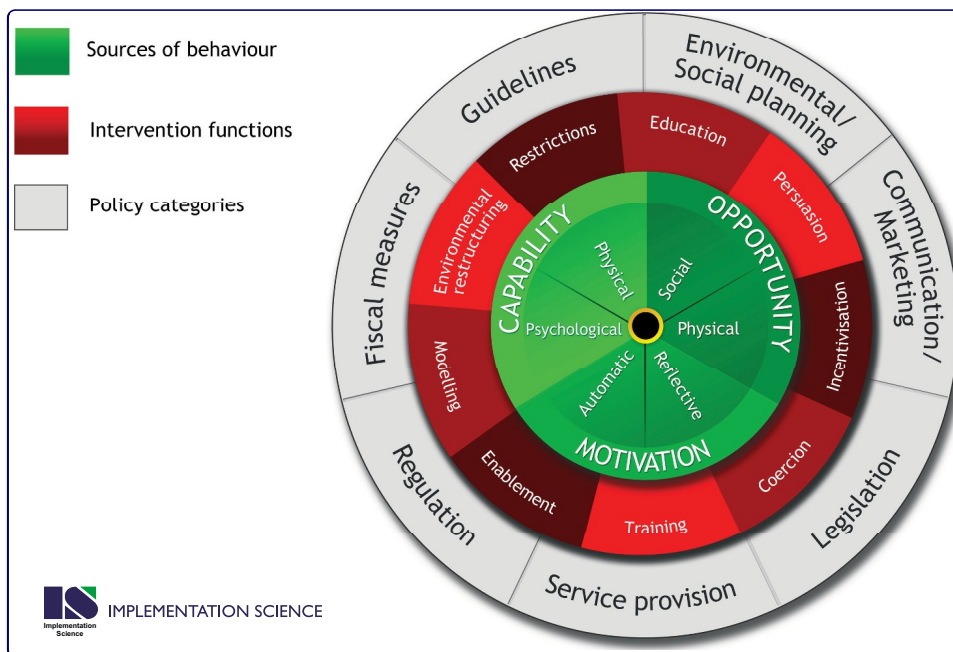 Sources of behaviour
Intervention functions
Policy categories
Guidelines
Environmental/
Social planning
Communication/
Marketing
Legislation
Service provision
Regulation
Fiscal measures
Restrictions
Education
Persuasion
Incentivisation
Coercion
Training
Enablement
Modelling
Environmental
restructuring
CAPABILITY
OPPORTUNITY
MOTIVATION
Physical
Social
Psychological
Physical
Automatic
Reflective
IS
IMPLEMENTATION SCIENCE
Implementation
Science